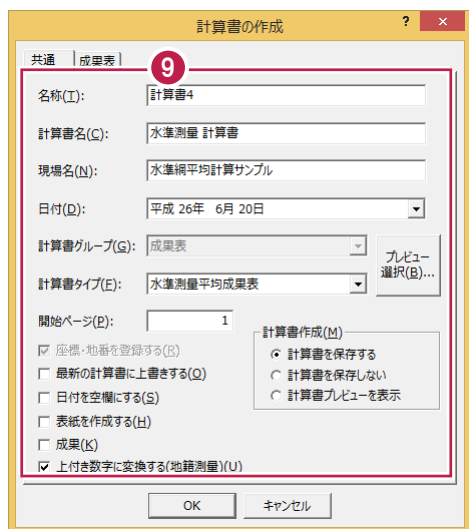 計算書の作成
? ×
共通 成果表
9
名称(T): 計算書4
計算書名(C): 水準測量 計算書
現場名(N): 水準網平均計算サンプル
日付(D): 平成 26年 6月 20日
計算書グループ(G): 成果表
プレビュー
選択(B)...
計算書タイプ(E): 水準測量平均成果表
開始ページ(P): 1
計算書作成(M)
座標・地番を登録する(R)
計算書を保存する
最新の計算書に上書きする(O)
計算書を保存しない
日付を空欄にする(S)
計算書プレビューを表示
表紙を作成する(H)
成果(K)
上付き数字に変換する(地籍測量)(U)
OK キャンセル